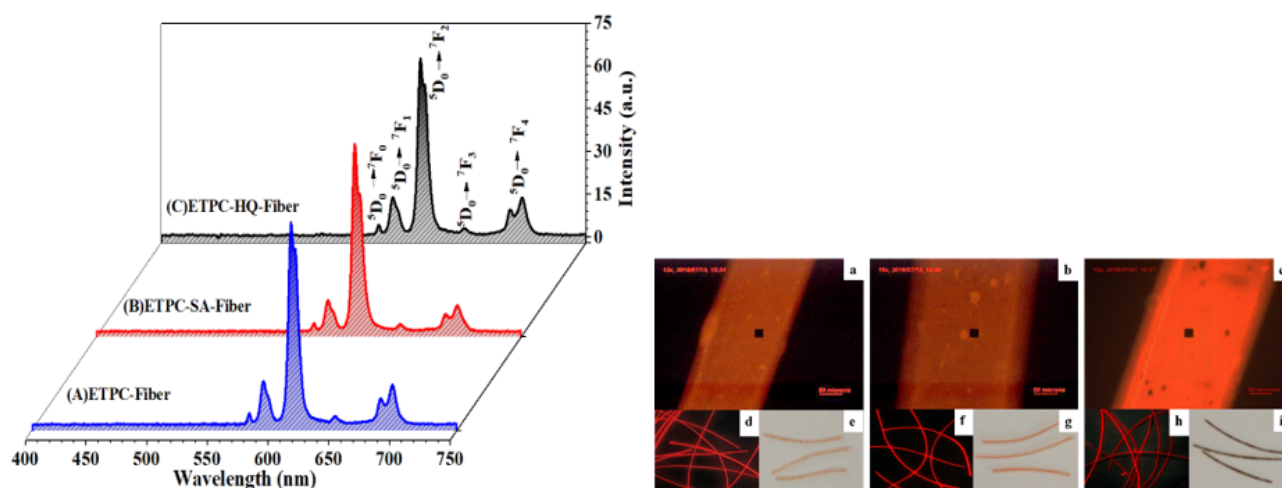 75
60
45
30
15
0
Intensity (a.u.)
⁵D₀→⁷F₀
⁵D₀→⁷F₁
⁵D₀→⁷F₂
⁵D₀→⁷F₃
⁵D₀→⁷F₄
(C)ETPC-HQ-Fiber
(B)ETPC-SA-Fiber
(A)ETPC-Fiber
400 450 500 550 600 650 700 750
Wavelength (nm)
a
b
c
50 microns
50 microns
50 microns
d
e
f
g
h
i